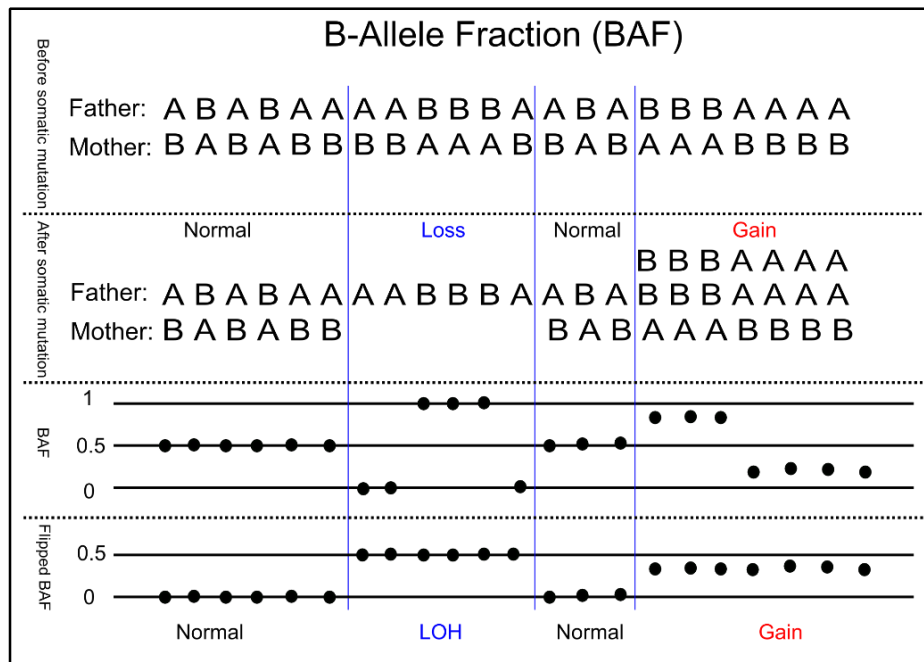 B-Allele Fraction (BAF)
Before somatic mutation
Father: A B A B A A A A B B B A A B A B B B A A A A
Mother: B A B A B B B B A A A B B A B A A A B B B B
After somatic mutation
Normal Loss Normal Gain
B B B A A A A
Father: A B A B A A A A B B B A A B A B B B A A A A
Mother: B A B A B B B A B A A A B B B B
BAF
1
0.5
0
Flipped BAF
0.5
0
Normal LOH Normal Gain